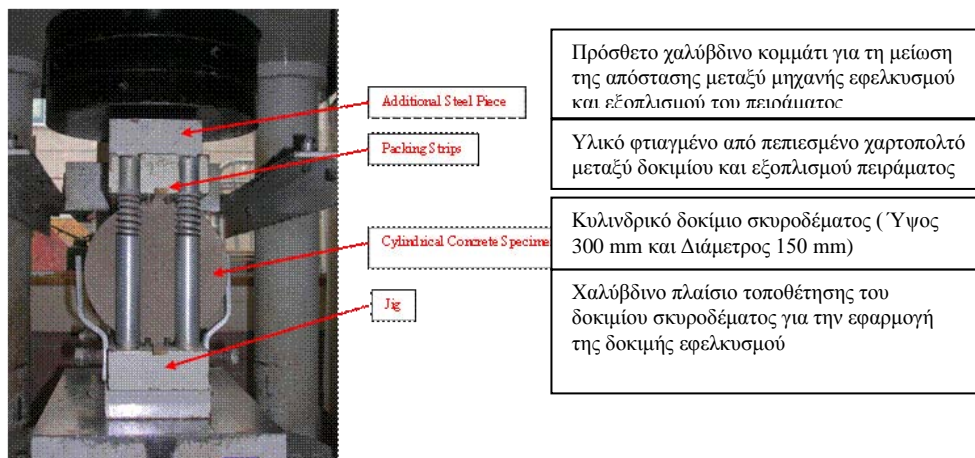 Additional Steel Piece
Πρόσθετο χαλύβδινο κομμάτι για τη μείωση
της απόστασης μεταξύ μηχανής εφελκυσμού
και εξοπλισμού του πειράματος
Packing Strips
Υλικό φτιαγμένο από πεπιεσμένο χαρτοπολτό
μεταξύ δοκιμίου και εξοπλισμού πειράματος
Cylindrical Concrete Specime
Κυλινδρικό δοκίμιο σκυροδέματος ( Ύψος
300 mm και Διάμετρος 150 mm)
Jig
Χαλύβδινο πλαίσιο τοποθέτησης του
δοκιμίου σκυροδέματος για την εφαρμογή
της δοκιμής εφελκυσμού